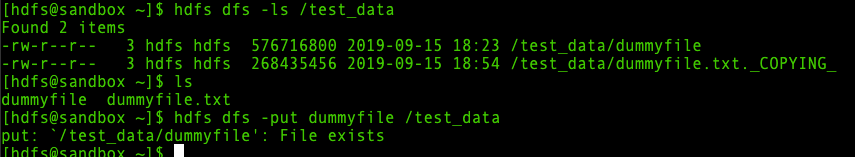 [hdfs@sandbox ~]$ hdfs dfs -ls /test_data
Found 2 items
-rw-r--r--   3 hdfs hdfs  576716800 2019-09-15 18:23 /test_data/dummyfile
-rw-r--r--   3 hdfs hdfs  268435456 2019-09-15 18:54 /test_data/dummyfile.txt._COPYING_
[hdfs@sandbox ~]$ ls
dummyfile  dummyfile.txt
[hdfs@sandbox ~]$ hdfs dfs -put dummyfile /test_data
put: `/test_data/dummyfile': File exists
[hdfs@sandbox ~]$